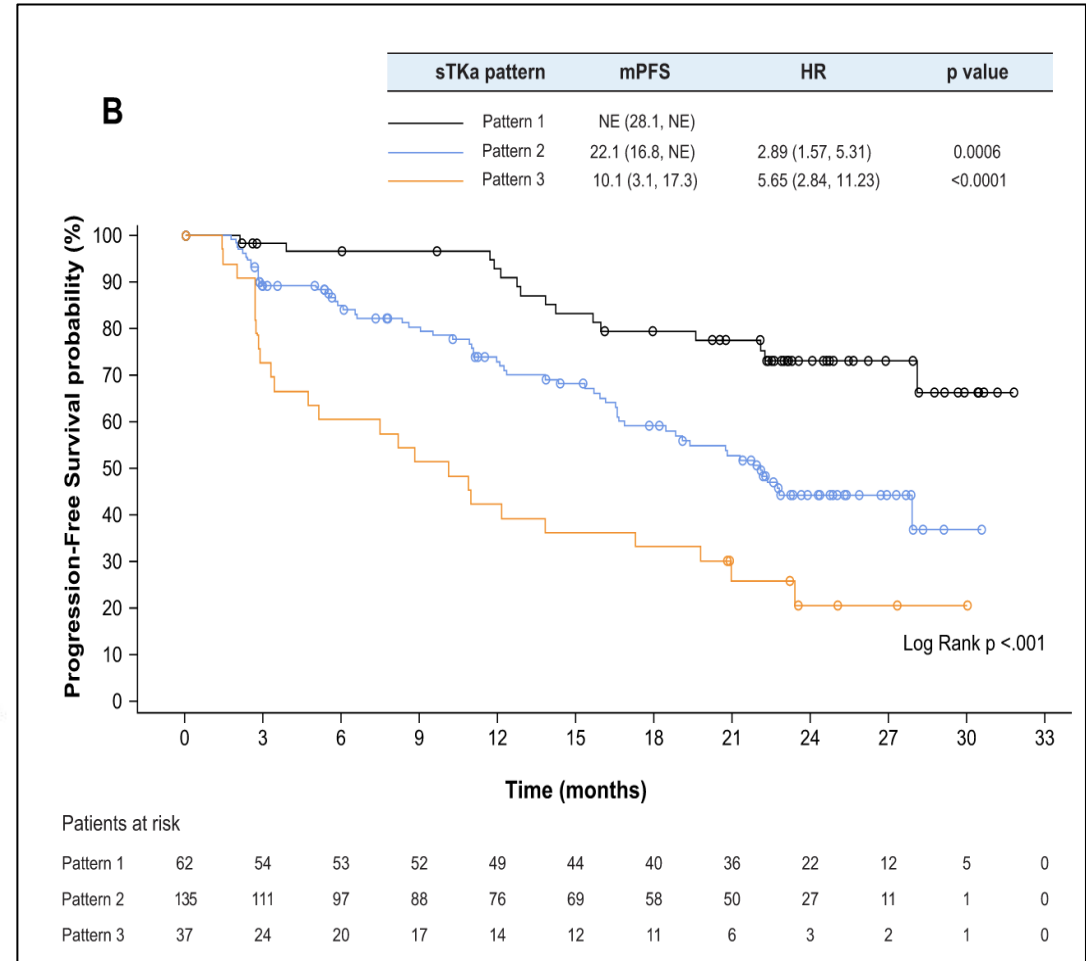 sTKa pattern mPFS HR p value
B
Pattern 1 NE (28.1, NE)
Pattern 2 22.1 (16.8, NE) 2.89 (1.57, 5.31) 0.0006
Pattern 3 10.1 (3.1, 17.3) 5.65 (2.84, 11.23) <0.0001
Progression-Free Survival probability (%)
100
90
80
70
60
50
40
30
20
10
0
Log Rank p <.001
0 3 6 9 12 15 18 21 24 27 30 33
Time (months)
Patients at risk
Pattern 1 62 54 53 52 49 44 40 36 22 12 5 0
Pattern 2 135 111 97 88 76 69 58 50 27 11 1 0
Pattern 3 37 24 20 17 14 12 11 6 3 2 1 0